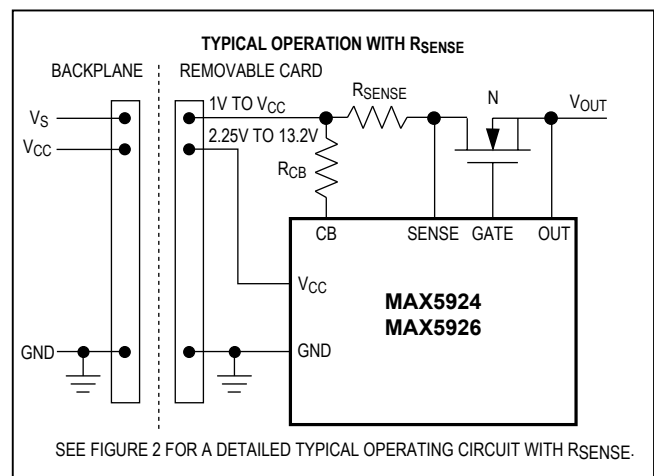 TYPICAL OPERATION WITH RSENSE
BACKPLANE
REMOVABLE CARD
VS
VCC
1V TO VCC
2.25V TO 13.2V
RSENSE
N
VOUT
RCB
CB
SENSE
GATE
OUT
VCC
MAX5924
MAX5926
GND
GND
SEE FIGURE 2 FOR A DETAILED TYPICAL OPERATING CIRCUIT WITH RSENSE.